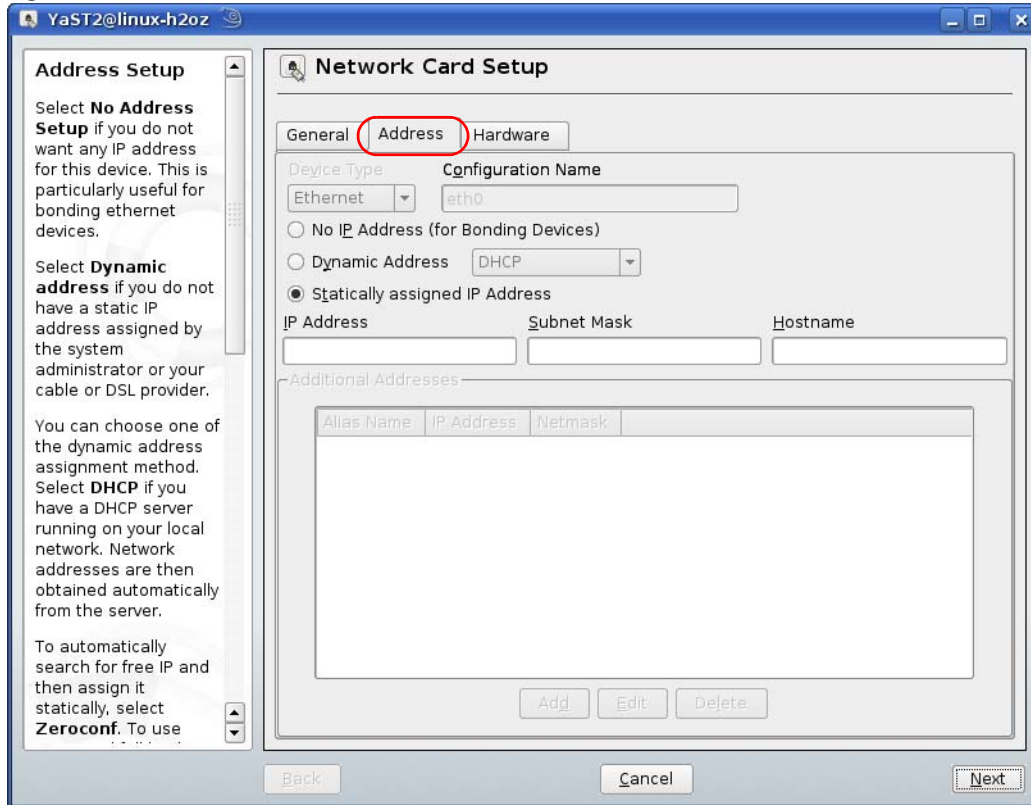 YaST2@linux-h2oz
Address Setup
Select No Address
Setup if you do not
want any IP address
for this device. This is
particularly useful for
bonding ethernet
devices.
Select Dynamic
address if you do not
have a static IP
address assigned by
the system
administrator or your
cable or DSL provider.
You can choose one of
the dynamic address
assignment method.
Select DHCP if you
have a DHCP server
running on your local
network. Network
addresses are then
obtained automatically
from the server.
To automatically
search for free IP and
then assign it
statically, select
Zeroconf. To use
Network Card Setup
General Address Hardware
Device Type Configuration Name
Ethernet eth0
No IP Address (for Bonding Devices)
Dynamic Address DHCP
Statically assigned IP Address
IP Address Subnet Mask Hostname
Additional Addresses
Alias Name IP Address Netmask
Add Edit Delete
Back Cancel Next